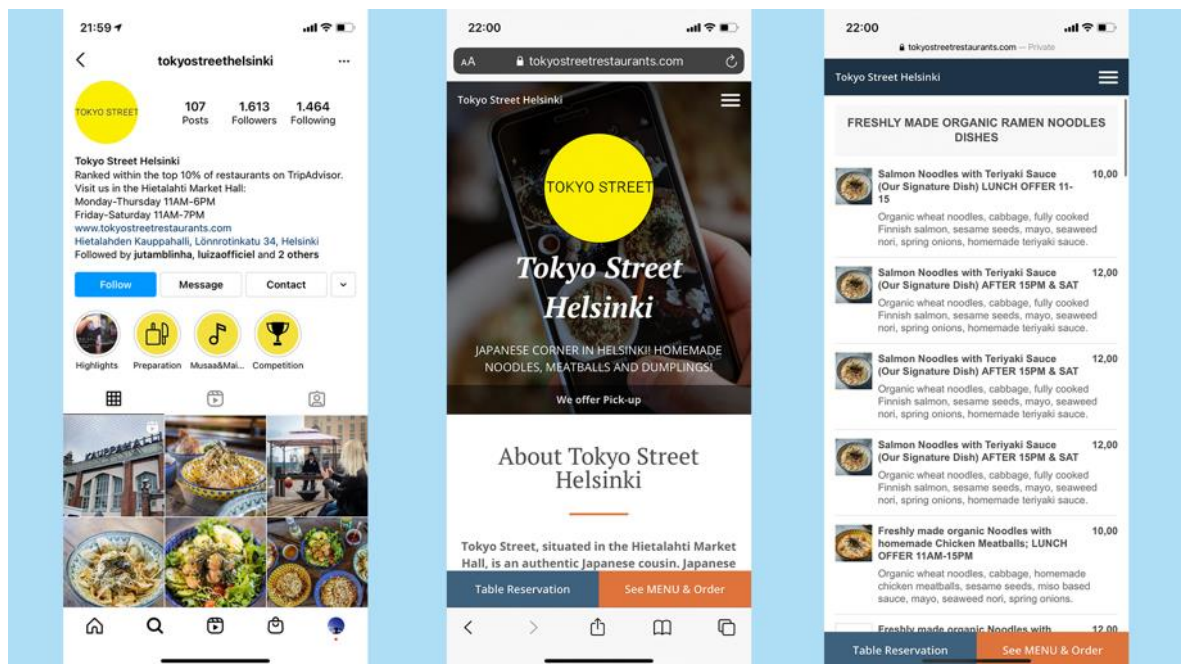 21:59
tokyostreethelsinki
TOKYO STREET
107
1.613
1.464
Posts
Followers
Following
Tokyo Street Helsinki
Ranked within the top 10% of restaurants on TripAdvisor.
Visit us in the Hietalahti Market Hall:
Monday-Thursday 11AM-6PM
Friday-Saturday 11AM-7PM
www.tokyostreetrestaurants.com
Hietalahden Kauppahalli, Lönnrotinkatu 34, Helsinki
Followed by jutamblinha, luizaofficiel and 2 others
Follow
Message
Contact
Highlights
Preparation
Musaa&Mai...
Competition
KAUPPAHALLI
22:00
AA
tokyostreetrestaurants.com
Tokyo Street Helsinki
TOKYO STREET
Tokyo Street
Helsinki
JAPANESE CORNER IN HELSINKI! HOMEMADE
NOODLES, MEATBALLS AND DUMPLINGS!
We offer Pick-up
About Tokyo Street
Helsinki
Tokyo Street, situated in the Hietalahti Market
Hall, is an authentic Japanese cousin. Japanese
Table Reservation
See MENU & Order
22:00
tokyostreetrestaurants.com — Private
Tokyo Street Helsinki
FRESHLY MADE ORGANIC RAMEN NOODLES
DISHES
Salmon Noodles with Teriyaki Sauce 10,00
(Our Signature Dish) LUNCH OFFER 11-
15
Organic wheat noodles, cabbage, fully cooked
Finnish salmon, sesame seeds, mayo, seaweed
nori, spring onions, homemade teriyaki sauce.
Salmon Noodles with Teriyaki Sauce 12,00
(Our Signature Dish) AFTER 15PM & SAT
Organic wheat noodles, cabbage, fully cooked
Finnish salmon, sesame seeds, mayo, seaweed
nori, spring onions, homemade teriyaki sauce.
Salmon Noodles with Teriyaki Sauce 12,00
(Our Signature Dish) AFTER 15PM & SAT
Organic wheat noodles, cabbage, fully cooked
Finnish salmon, sesame seeds, mayo, seaweed
nori, spring onions, homemade teriyaki sauce.
Salmon Noodles with Teriyaki Sauce 12,00
(Our Signature Dish) AFTER 15PM & SAT
Organic wheat noodles, cabbage, fully cooked
Finnish salmon, sesame seeds, mayo, seaweed
nori, spring onions, homemade teriyaki sauce.
Freshly made organic Noodles with 10,00
homemade Chicken Meatballs; LUNCH
OFFER 11AM-15PM
Organic wheat noodles, cabbage, homemade
chicken meatballs, sesame seeds, miso based
sauce, mayo, seaweed nori, spring onions.
Freshly made organic Noodles with 12,00
Table Reservation
See MENU & Order